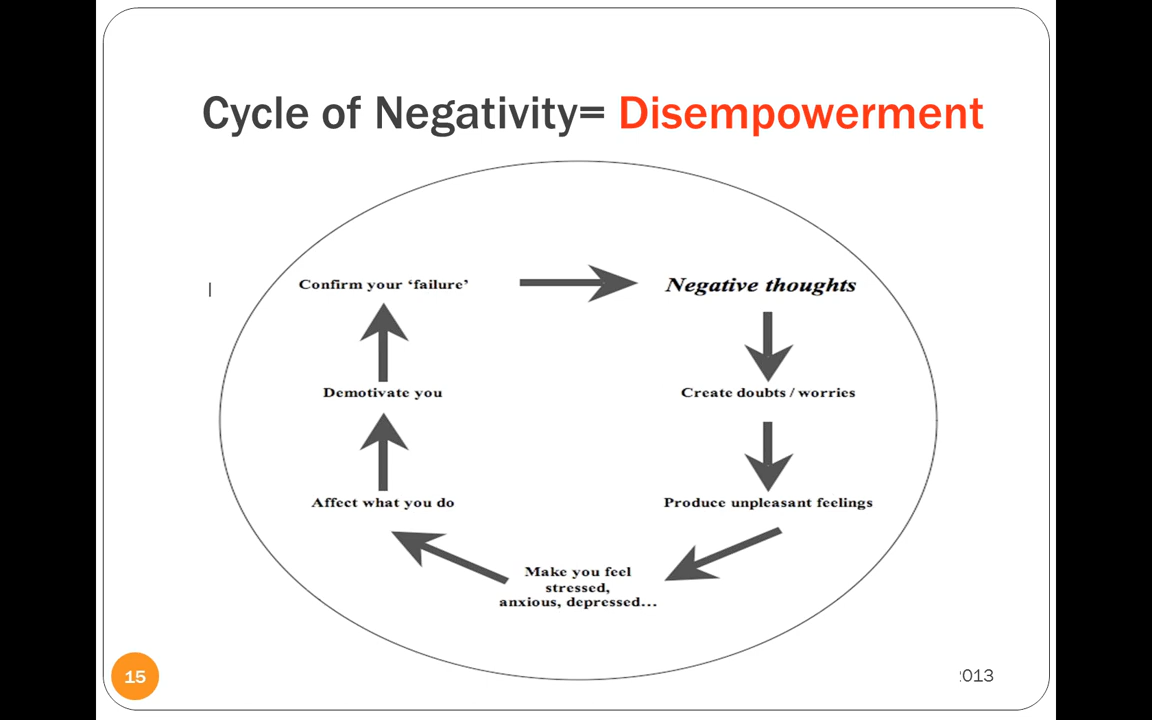 Cycle of Negativity= Disempowerment
Confirm your ‘failure’
Negative thoughts
Demotivate you
Create doubts / worries
Affect what you do
Produce unpleasant feelings
Make you feel
stressed,
anxious, depressed...
15
2013